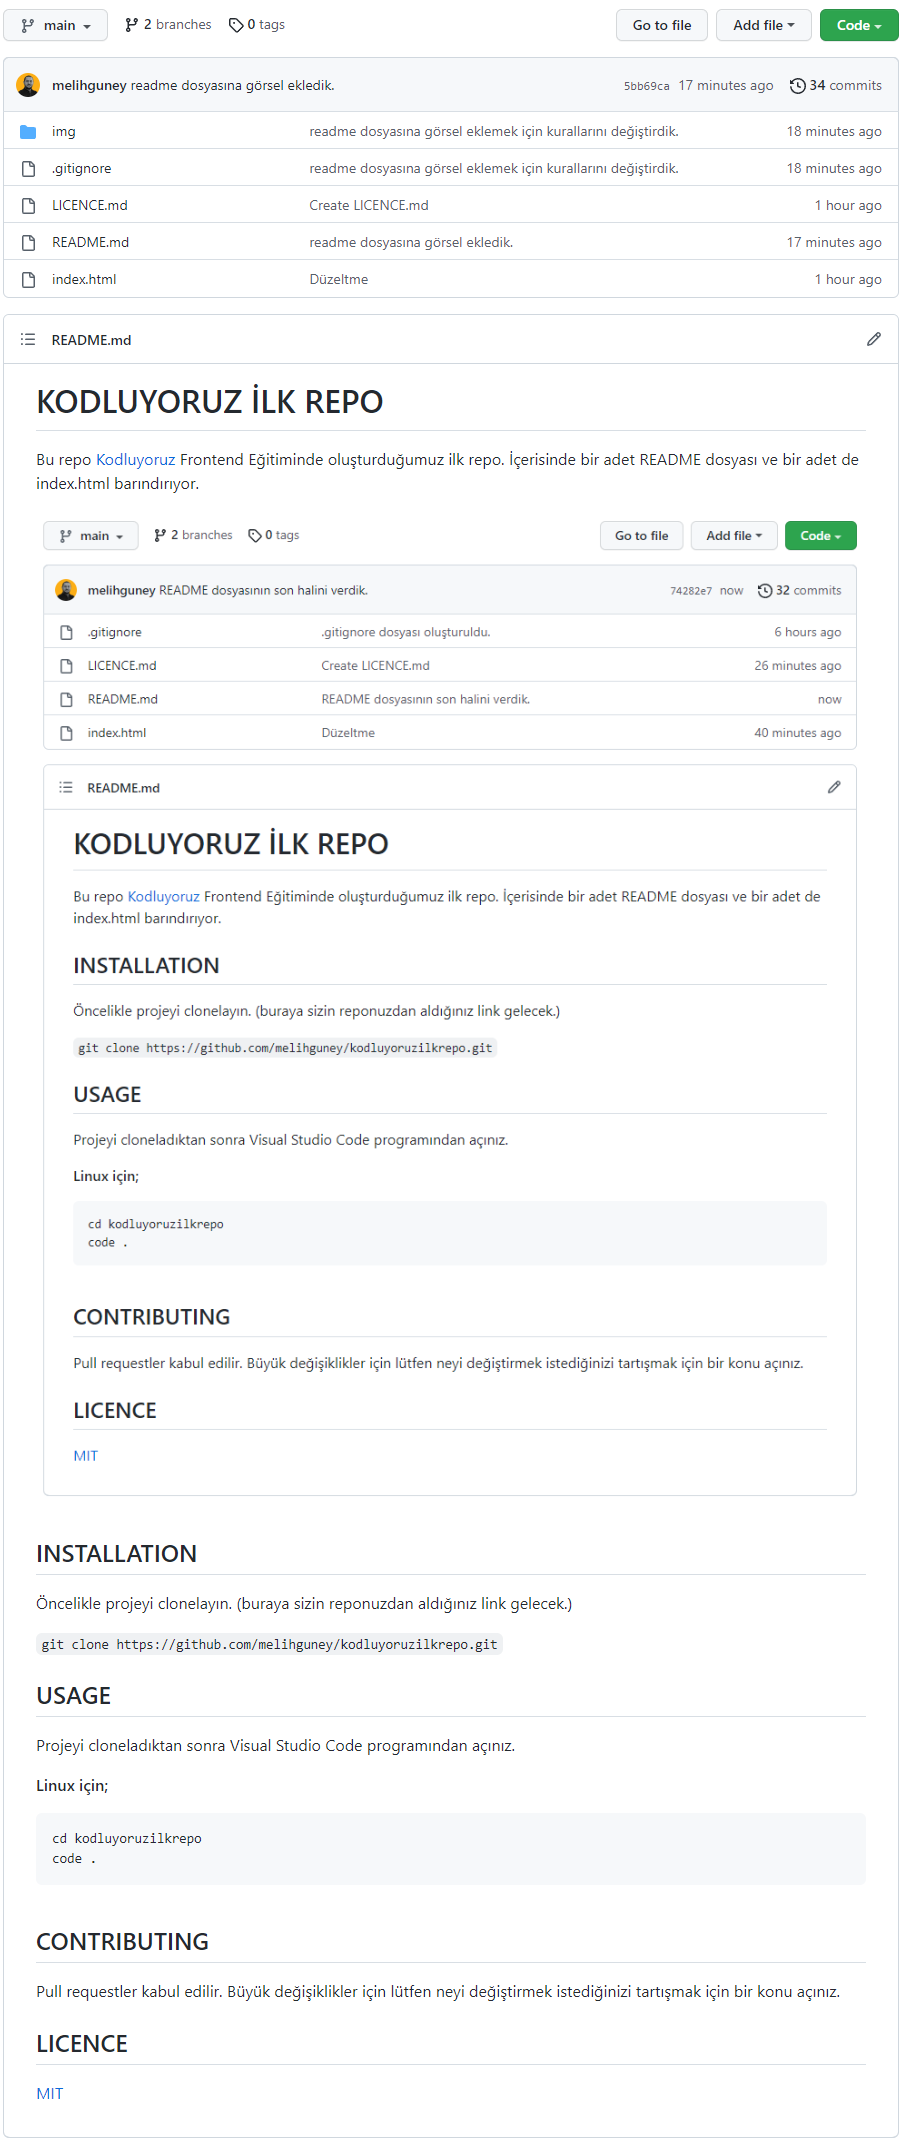 main 2 branches 0 tags Go to file Add file Code
melihguney readme dosyasına görsel ekledik. 5bb69ca 17 minutes ago 34 commits
img readme dosyasına görsel eklemek için kurallarını değiştirdik. 18 minutes ago
.gitignore readme dosyasına görsel eklemek için kurallarını değiştirdik. 18 minutes ago
LICENCE.md Create LICENCE.md 1 hour ago
README.md readme dosyasına görsel ekledik. 17 minutes ago
index.html Düzeltme 1 hour ago
README.md
KODLUYORUZ İLK REPO
Bu repo Kodluyoruz Frontend Eğitiminde oluşturduğumuz ilk repo. İçerisinde bir adet README dosyası ve bir adet de
index.html barındırıyor.
main 2 branches 0 tags Go to file Add file Code
melihguney README dosyasının son halini verdik. 74282e7 now 32 commits
.gitignore .gitignore dosyası oluşturuldu. 6 hours ago
LICENCE.md Create LICENCE.md 26 minutes ago
README.md README dosyasının son halini verdik. now
index.html Düzeltme 40 minutes ago
README.md
KODLUYORUZ İLK REPO
Bu repo Kodluyoruz Frontend Eğitiminde oluşturduğumuz ilk repo. İçerisinde bir adet README dosyası ve bir adet de
index.html barındırıyor.
INSTALLATION
Öncelikle projeyi clonelayın. (buraya sizin reponuzdan aldığınız link gelecek.)
git clone https://github.com/melihguney/kodluyoruzilkrepo.git
USAGE
Projeyi cloneladıktan sonra Visual Studio Code programından açınız.
Linux için;
cd kodluyoruzilkrepo
code .
CONTRIBUTING
Pull requestler kabul edilir. Büyük değişiklikler için lütfen neyi değiştirmek istediğinizi tartışmak için bir konu açınız.
LICENCE
MIT
INSTALLATION
Öncelikle projeyi clonelayın. (buraya sizin reponuzdan aldığınız link gelecek.)
git clone https://github.com/melihguney/kodluyoruzilkrepo.git
USAGE
Projeyi cloneladıktan sonra Visual Studio Code programından açınız.
Linux için;
cd kodluyoruzilkrepo
code .
CONTRIBUTING
Pull requestler kabul edilir. Büyük değişiklikler için lütfen neyi değiştirmek istediğinizi tartışmak için bir konu açınız.
LICENCE
MIT